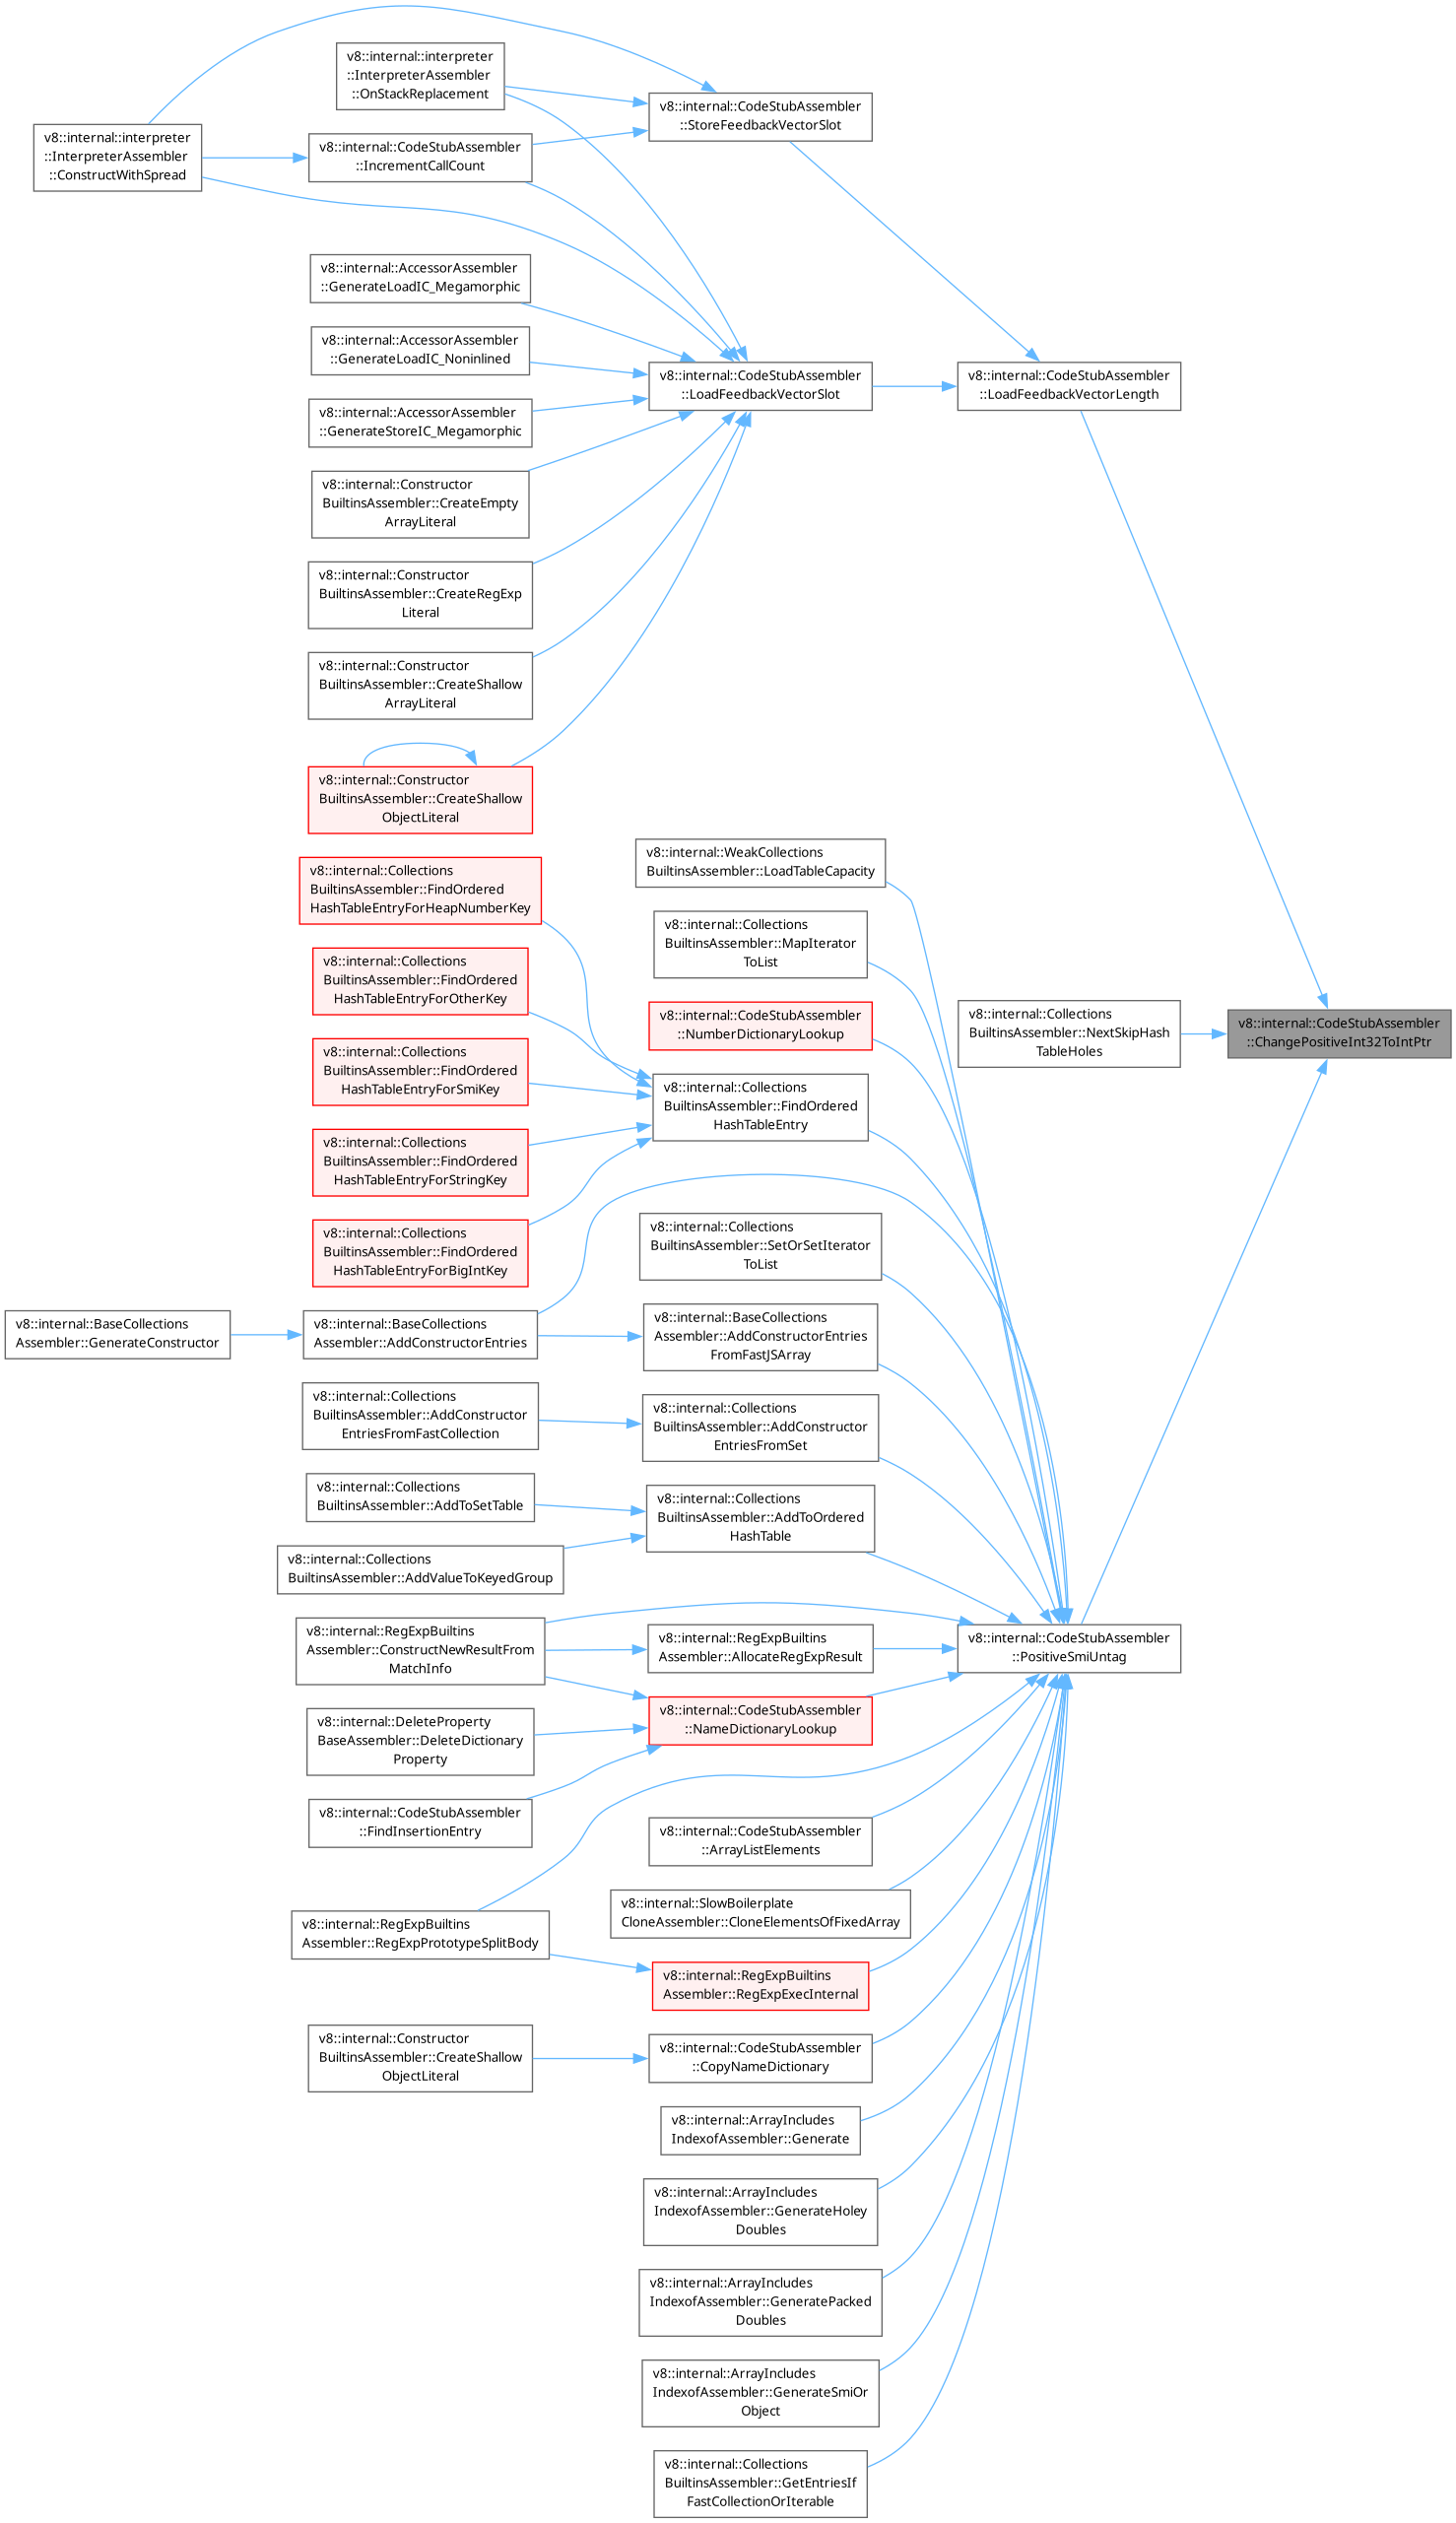 v8::internal::interpreter
::InterpreterAssembler
::OnStackReplacement
v8::internal::CodeStubAssembler
::StoreFeedbackVectorSlot
v8::internal::interpreter
::InterpreterAssembler
::ConstructWithSpread
v8::internal::CodeStubAssembler
::IncrementCallCount
v8::internal::AccessorAssembler
::GenerateLoadIC_Megamorphic
v8::internal::AccessorAssembler
::GenerateLoadIC_Noninlined
v8::internal::CodeStubAssembler
::LoadFeedbackVectorSlot
v8::internal::CodeStubAssembler
::LoadFeedbackVectorLength
v8::internal::AccessorAssembler
::GenerateStoreIC_Megamorphic
v8::internal::Constructor
BuiltinsAssembler::CreateEmpty
ArrayLiteral
v8::internal::Constructor
BuiltinsAssembler::CreateRegExp
Literal
v8::internal::Constructor
BuiltinsAssembler::CreateShallow
ArrayLiteral
v8::internal::Constructor
BuiltinsAssembler::CreateShallow
ObjectLiteral
v8::internal::WeakCollections
BuiltinsAssembler::LoadTableCapacity
v8::internal::Collections
BuiltinsAssembler::FindOrdered
HashTableEntryForHeapNumberKey
v8::internal::Collections
BuiltinsAssembler::MapIterator
ToList
v8::internal::Collections
BuiltinsAssembler::FindOrdered
HashTableEntryForOtherKey
v8::internal::CodeStubAssembler
::NumberDictionaryLookup
v8::internal::Collections
BuiltinsAssembler::NextSkipHash
TableHoles
v8::internal::CodeStubAssembler
::ChangePositiveInt32ToIntPtr
v8::internal::Collections
BuiltinsAssembler::FindOrdered
HashTableEntryForSmiKey
v8::internal::Collections
BuiltinsAssembler::FindOrdered
HashTableEntry
v8::internal::Collections
BuiltinsAssembler::FindOrdered
HashTableEntryForStringKey
v8::internal::Collections
BuiltinsAssembler::FindOrdered
HashTableEntryForBigIntKey
v8::internal::Collections
BuiltinsAssembler::SetOrSetIterator
ToList
v8::internal::BaseCollections
Assembler::GenerateConstructor
v8::internal::BaseCollections
Assembler::AddConstructorEntries
v8::internal::BaseCollections
Assembler::AddConstructorEntries
FromFastJSArray
v8::internal::Collections
BuiltinsAssembler::AddConstructor
EntriesFromFastCollection
v8::internal::Collections
BuiltinsAssembler::AddConstructor
EntriesFromSet
v8::internal::Collections
BuiltinsAssembler::AddToSetTable
v8::internal::Collections
BuiltinsAssembler::AddToOrdered
HashTable
v8::internal::Collections
BuiltinsAssembler::AddValueToKeyedGroup
v8::internal::RegExpBuiltins
Assembler::ConstructNewResultFrom
MatchInfo
v8::internal::RegExpBuiltins
Assembler::AllocateRegExpResult
v8::internal::CodeStubAssembler
::PositiveSmiUntag
v8::internal::DeleteProperty
BaseAssembler::DeleteDictionary
Property
v8::internal::CodeStubAssembler
::NameDictionaryLookup
v8::internal::CodeStubAssembler
::FindInsertionEntry
v8::internal::CodeStubAssembler
::ArrayListElements
v8::internal::SlowBoilerplate
CloneAssembler::CloneElementsOfFixedArray
v8::internal::RegExpBuiltins
Assembler::RegExpPrototypeSplitBody
v8::internal::RegExpBuiltins
Assembler::RegExpExecInternal
v8::internal::Constructor
BuiltinsAssembler::CreateShallow
ObjectLiteral
v8::internal::CodeStubAssembler
::CopyNameDictionary
v8::internal::ArrayIncludes
IndexofAssembler::Generate
v8::internal::ArrayIncludes
IndexofAssembler::GenerateHoley
Doubles
v8::internal::ArrayIncludes
IndexofAssembler::GeneratePacked
Doubles
v8::internal::ArrayIncludes
IndexofAssembler::GenerateSmiOr
Object
v8::internal::Collections
BuiltinsAssembler::GetEntriesIf
FastCollectionOrIterable